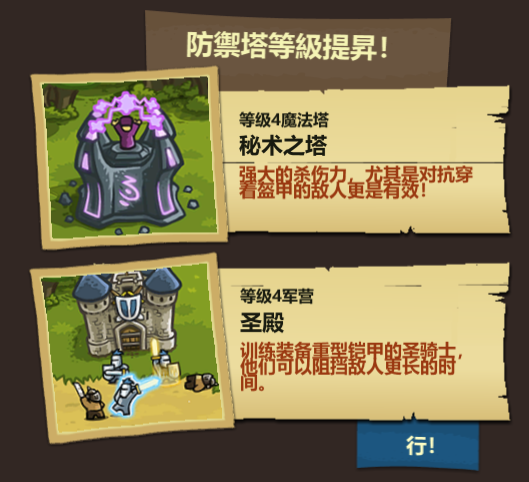 防禦塔等級提昇！
等级4魔法塔
秘术之塔
强大的杀伤力，尤其是对抗穿
着盔甲的敌人更是有效！
等级4军营
圣殿
训练装备重型铠甲的圣骑士，
他们可以阻挡敌人更长的时
间。
行！